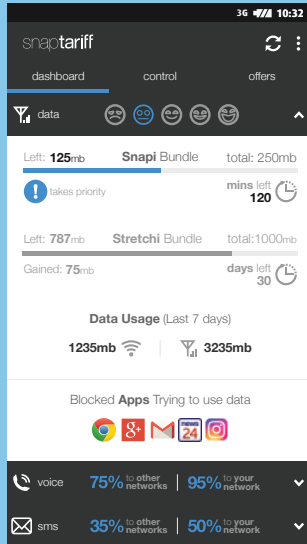 3G 10:32
snaptariff
dashboard control offers
data
Left: 125mb Snapi Bundle total: 250mb
! takes priority mins left
120
Left: 787mb Stretchi Bundle total:1000mb
Gained: 75mb days left
30
Data Usage (Last 7 days)
1235mb 3235mb
Blocked Apps Trying to use data
g+ M NEWS 24
voice 75% to other networks 95% to your network
sms 35% to other networks 50% to your network